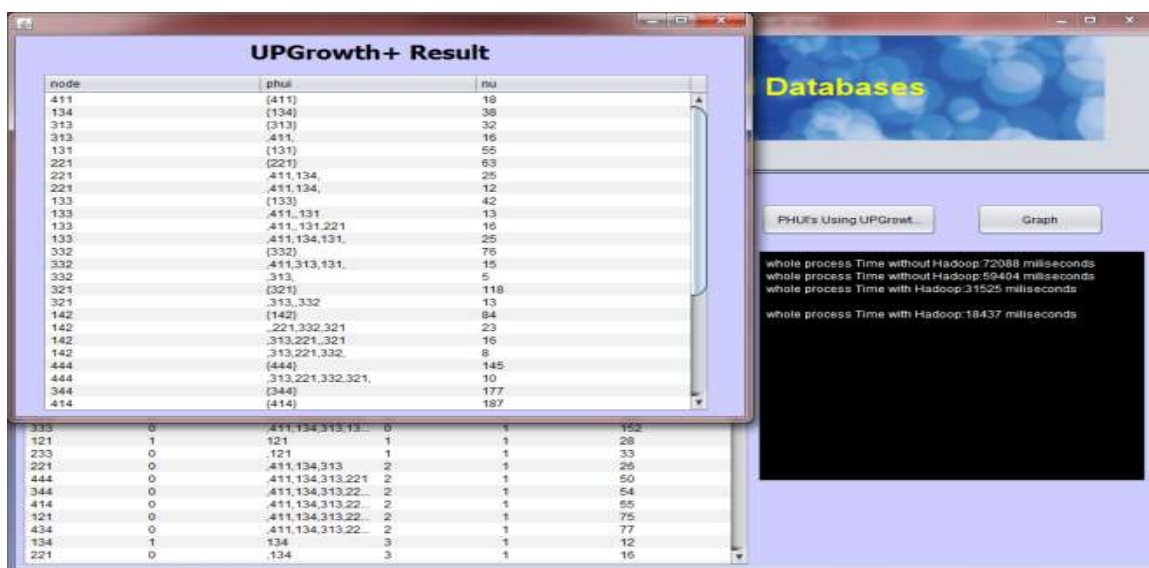 UPGrowth+ Result
node phui nu
411 {411} 18
134 {134} 38
313 {313} 32
313 ,411, 16
131 {131} 55
221 {221} 63
221 ,411,134, 25
221 ,411,134, 12
133 {133} 42
133 ,411,,131 13
133 ,411,,131,221 16
133 ,411,134,131, 25
332 {332} 76
332 ,411,313,131, 15
332 ,313, 5
321 {321} 118
321 ,313,,332 13
142 {142} 84
142 ,,221,332,321 23
142 ,313,221,,321 16
142 ,313,221,332, 8
444 {444} 145
444 ,313,221,332,321, 10
344 {344} 177
414 {414} 187
Databases
PHUI's Using UPGrowt... Graph
whole process Time without Hadoop:72088 miliseconds
whole process Time without Hadoop:59404 miliseconds
whole process Time with Hadoop:31525 miliseconds
whole process Time with Hadoop:18437 miliseconds
333 0 ,411,134,313,13... 0 1 152
121 1 121 1 1 28
233 0 ,121 1 1 33
221 0 ,411,134,313 2 1 26
444 0 ,411,134,313,221 2 1 50
344 0 ,411,134,313,22... 2 1 54
414 0 ,411,134,313,22... 2 1 55
121 0 ,411,134,313,22... 2 1 75
434 0 ,411,134,313,22... 2 1 77
134 1 134 3 1 12
221 0 ,134 3 1 16